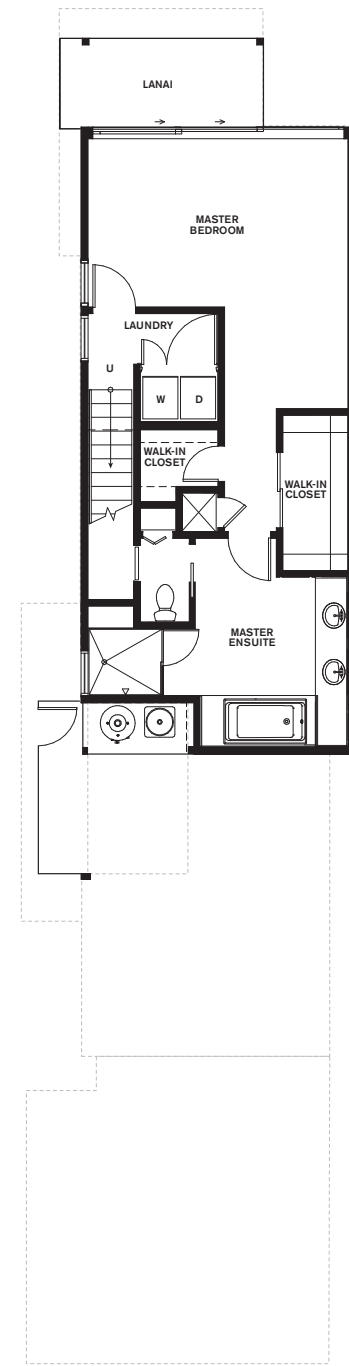 LANAI
MASTER
BEDROOM
LAUNDRY
U
W D
WALK-IN
CLOSET
WALK-IN
CLOSET
MASTER
ENSUITE